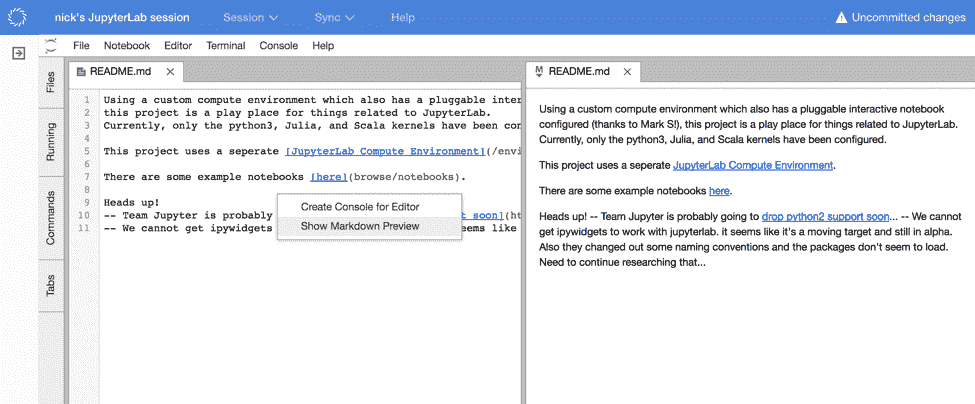 nick's JupyterLab session Session Sync Help Uncommitted changes
File Notebook Editor Terminal Console Help
Files
Running
Commands
Tabs
README.md
1 Using a custom compute environment which also has a pluggable inter
2 this project is a play place for things related to JupyterLab.
3 Currently, only the python3, Julia, and Scala kernels have been con
4
5 This project uses a seperate [JupyterLab Compute Environment](/envi
6
7 There are some example notebooks [here](browse/notebooks).
8
9 Heads up!
10 -- Team Jupyter is probably t soon](ht
11 -- We cannot get ipywidgets eems like
Create Console for Editor
Show Markdown Preview
README.md
Using a custom compute environment which also has a pluggable interactive notebook
configured (thanks to Mark S!), this project is a play place for things related to JupyterLab.
Currently, only the python3, Julia, and Scala kernels have been configured.
This project uses a seperate JupyterLab Compute Environment.
There are some example notebooks here.
Heads up! -- Team Jupyter is probably going to drop python2 support soon... -- We cannot
get ipywidgets to work with jupyterlab. it seems like it's a moving target and still in alpha.
Also they changed out some naming conventions and the packages don't seem to load.
Need to continue researching that...